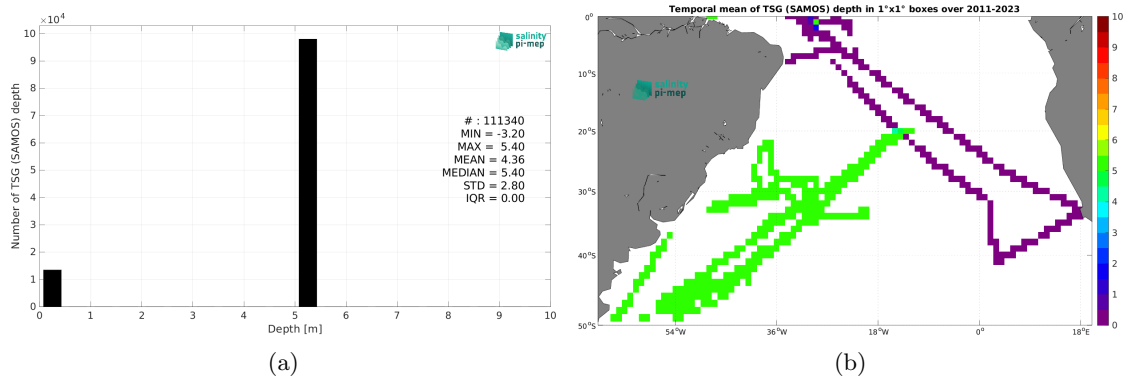 ×10⁴
10
9
8
7
6
5
4
3
2
1
0
Number of TSG (SAMOS) depth
salinity
pi-mep
# : 111340
MIN = -3.20
MAX = 5.40
MEAN = 4.36
MEDIAN = 5.40
STD = 2.80
IQR = 0.00
0 1 2 3 4 5 6 7 8 9 10
Depth [m]
(a)
Temporal mean of TSG (SAMOS) depth in 1°x1° boxes over 2011-2023
0°
10°S
20°S
30°S
40°S
50°S
salinity
pi-mep
54°W 36°W 18°W 0° 18°E
10
9
8
7
6
5
4
3
2
1
0
(b)